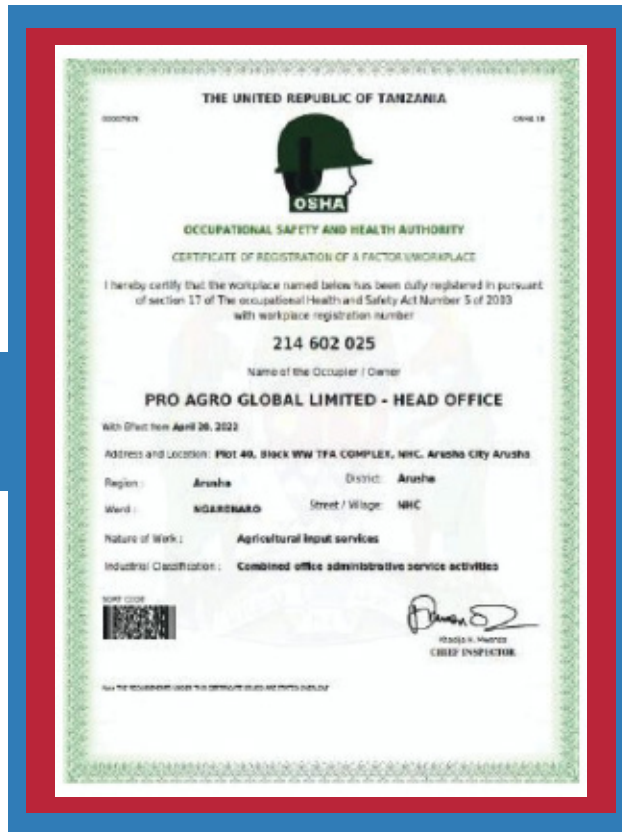 THE UNITED REPUBLIC OF TANZANIA
OSHA
OCCUPATIONAL SAFETY AND HEALTH AUTHORITY
CERTIFICATE OF REGISTRATION OF A FACTORY/WORKPLACE
I hereby certify that the workplace named below has been duly registered in pursuant
of section 17 of The occupational Health and Safety Act Number 5 of 2003
with workplace registration number
214 602 025
Name of the Occupier / Owner
PRO AGRO GLOBAL LIMITED - HEAD OFFICE
With Effect from April 20, 2022
Address and Location: Plot 40, Block WW TFA COMPLEX, NHC. Arusha City Arusha
Region : Arusha District: Arusha
Ward : NGARENARO Street / Village: NHC
Nature of Work : Agricultural input services
Industrial Classification : Combined office administrative service activities
Khadija H. Mwenda
CHIEF INSPECTOR